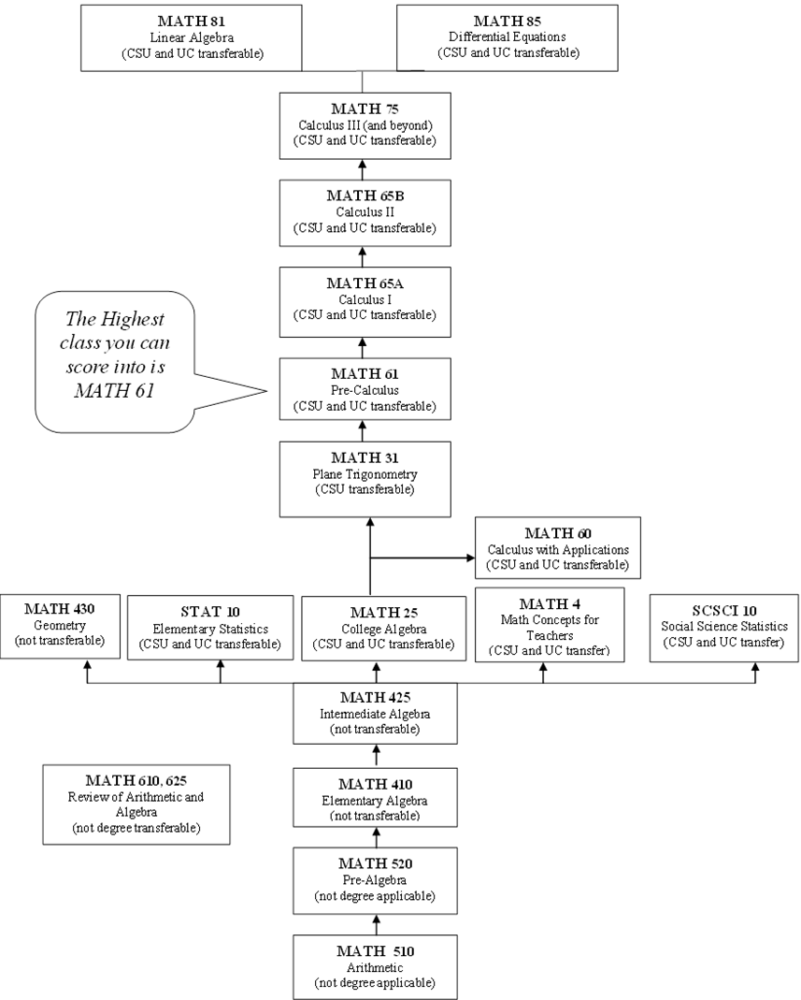 MATH 81
Linear Algebra
(CSU and UC transferable)
MATH 85
Differential Equations
(CSU and UC transferable)
MATH 75
Calculus III (and beyond)
(CSU and UC transferable)
MATH 65B
Calculus II
(CSU and UC transferable)
MATH 65A
Calculus I
(CSU and UC transferable)
The Highest
class you can
score into is
MATH 61
MATH 61
Pre-Calculus
(CSU and UC transferable)
MATH 31
Plane Trigonometry
(CSU transferable)
MATH 60
Calculus with Applications
(CSU and UC transferable)
MATH 430
Geometry
(not transferable)
STAT 10
Elementary Statistics
(CSU and UC transferable)
MATH 25
College Algebra
(CSU and UC transferable)
MATH 4
Math Concepts for
Teachers
(CSU and UC transfer)
SCSCI 10
Social Science Statistics
(CSU and UC transfer)
MATH 425
Intermediate Algebra
(not transferable)
MATH 610, 625
Review of Arithmetic and
Algebra
(not degree transferable)
MATH 410
Elementary Algebra
(not transferable)
MATH 520
Pre-Algebra
(not degree applicable)
MATH 510
Arithmetic
(not degree applicable)